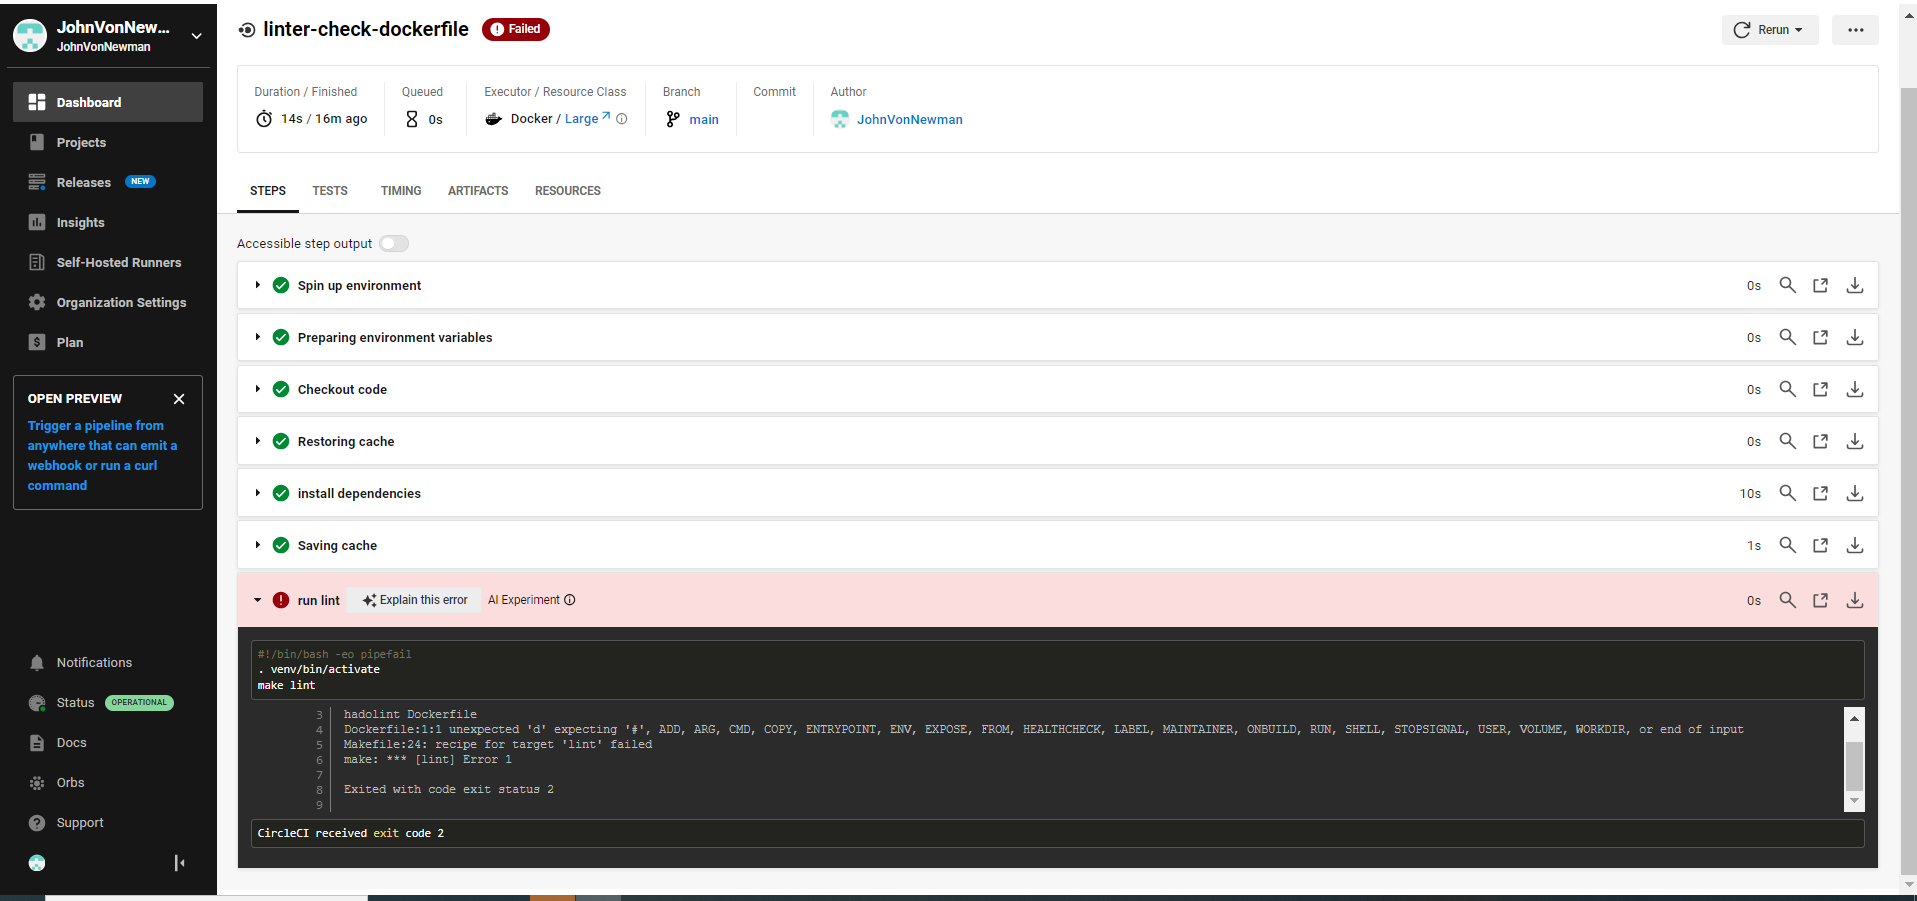 JohnVonNew...
JohnVonNewman
Dashboard
Projects
Releases NEW
Insights
Self-Hosted Runners
Organization Settings
Plan
OPEN PREVIEW
Trigger a pipeline from
anywhere that can emit a
webhook or run a curl
command
Notifications
Status OPERATIONAL
Docs
Orbs
Support
linter-check-dockerfile Failed
Rerun
Duration / Finished
14s / 16m ago
Queued
0s
Executor / Resource Class
Docker / Large
Branch
main
Commit
Author
JohnVonNewman
STEPS TESTS TIMING ARTIFACTS RESOURCES
Accessible step output
Spin up environment 0s
Preparing environment variables 0s
Checkout code 0s
Restoring cache 0s
install dependencies 10s
Saving cache 1s
run lint Explain this error AI Experiment 0s
#!/bin/bash -eo pipefail
. venv/bin/activate
make lint
3 hadolint Dockerfile
4 Dockerfile:1:1 unexpected 'd' expecting '#', ADD, ARG, CMD, COPY, ENTRYPOINT, ENV, EXPOSE, FROM, HEALTHCHECK, LABEL, MAINTAINER, ONBUILD, RUN, SHELL, STOPSIGNAL, USER, VOLUME, WORKDIR, or end of input
5 Makefile:24: recipe for target 'lint' failed
6 make: *** [lint] Error 1
7
8 Exited with code exit status 2
9
CircleCI received exit code 2